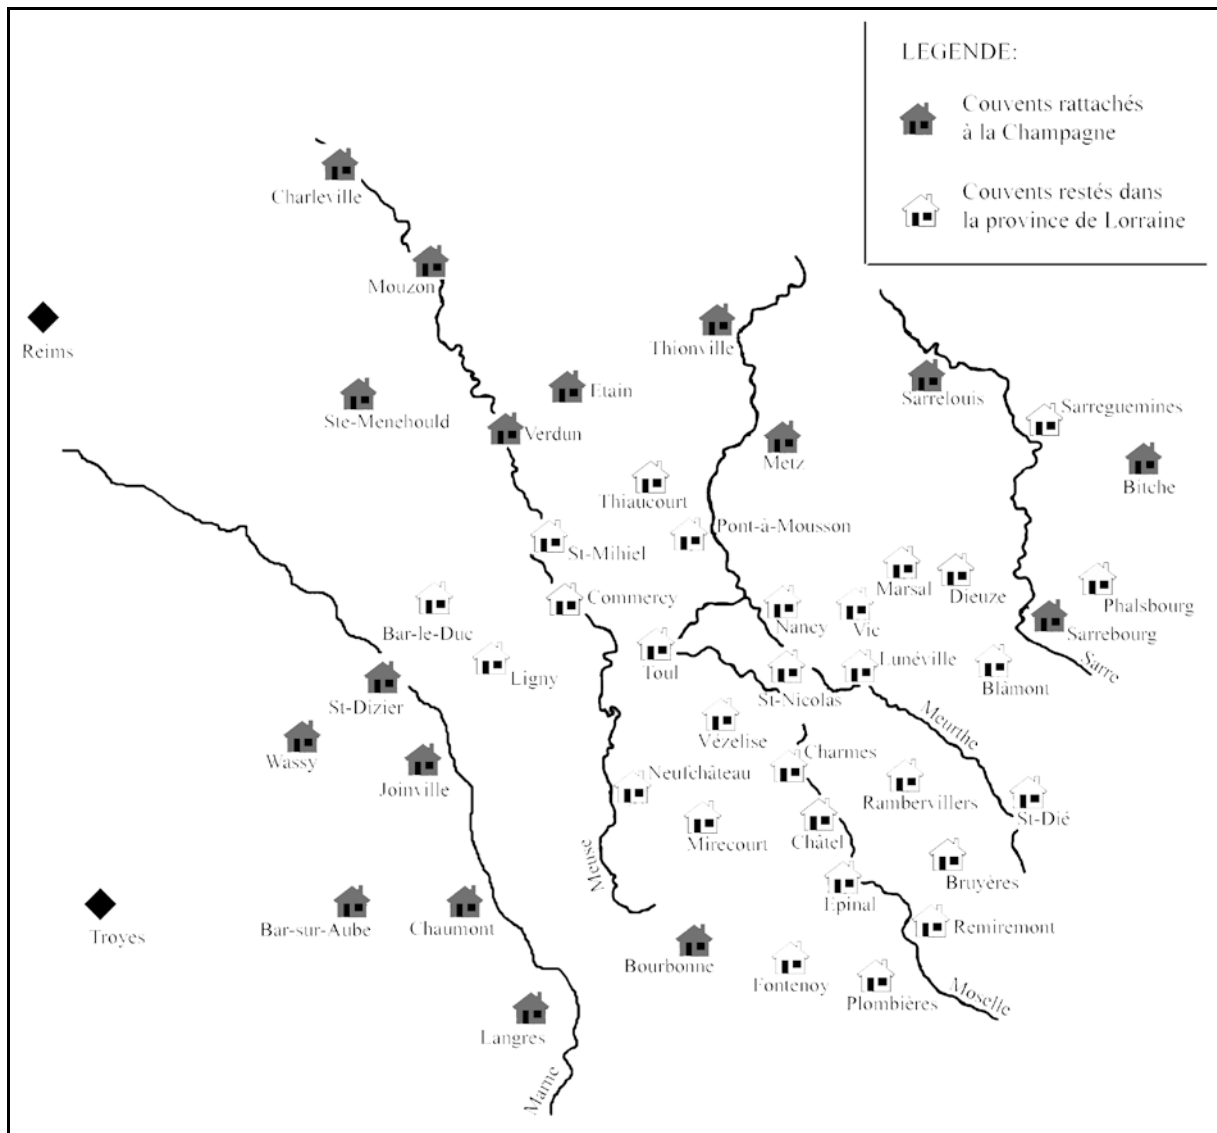 LEGENDE:
Couvents rattachés
à la Champagne
Couvents restés dans
la province de Lorraine
Charleville
Mouzon
Reims
Thionville
Etain
Sarrelouis
Sarreguemines
Ste-Menehould
Verdun
Metz
Bitche
Thiaucourt
Pont-à-Mousson
St-Mihiel
Marsal
Dieuze
Phalsbourg
Commercy
Bar-le-Duc
Nancy
Vic
Sarrebourg
Ligny
Toul
Lunéville
Blâmont
Sarre
St-Dizier
St-Nicolas
Meurthe
Vézelise
Wassy
Joinville
Neufchâteau
Charmes
Rambervillers
St-Dié
Mirecourt
Châtel
Meuse
Bruyères
Epinal
Troyes
Bar-sur-Aube
Chaumont
Remiremont
Bourbonne
Fontenoy
Plombières
Moselle
Langres
Marne